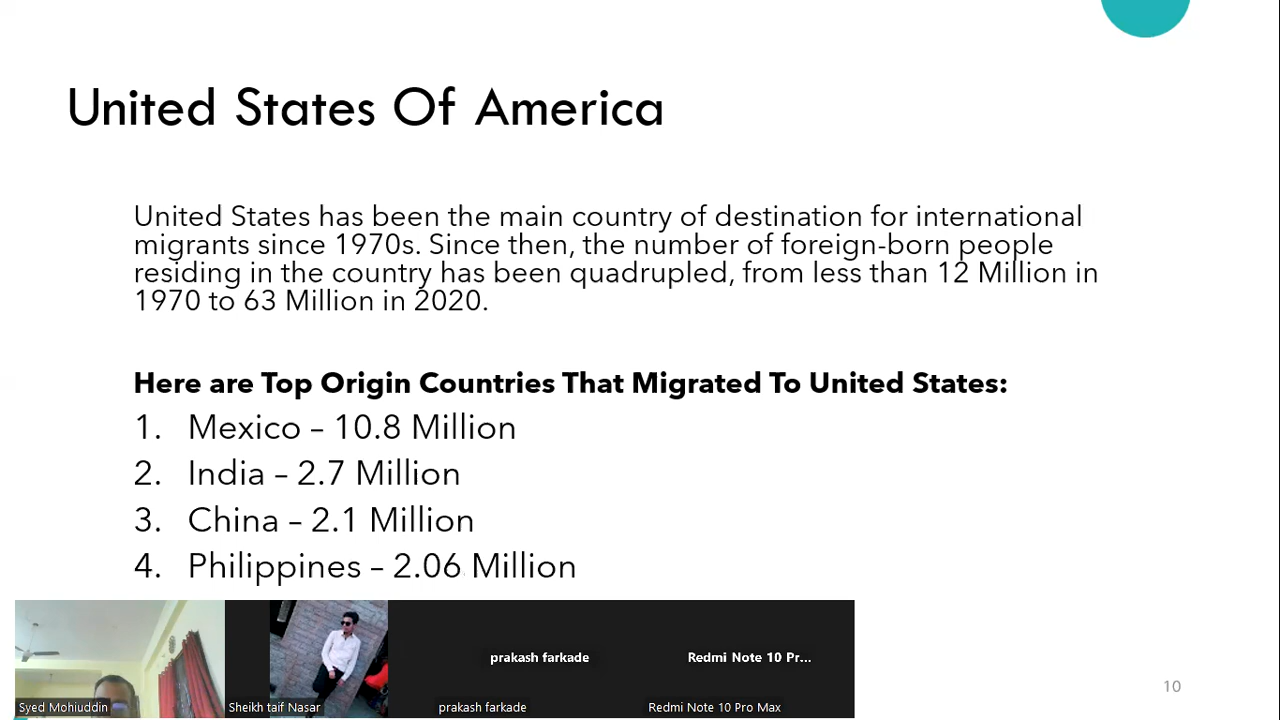 United States Of America
United States has been the main country of destination for international
migrants since 1970s. Since then, the number of foreign-born people
residing in the country has been quadrupled, from less than 12 Million in
1970 to 63 Million in 2020.
Here are Top Origin Countries That Migrated To United States:
1. Mexico – 10.8 Million
2. India – 2.7 Million
3. China – 2.1 Million
4. Philippines – 2.06 Million
prakash farkade
Redmi Note 10 Pr...
Syed Mohiuddin
Sheikh taif Nasar
prakash farkade
Redmi Note 10 Pro Max
10